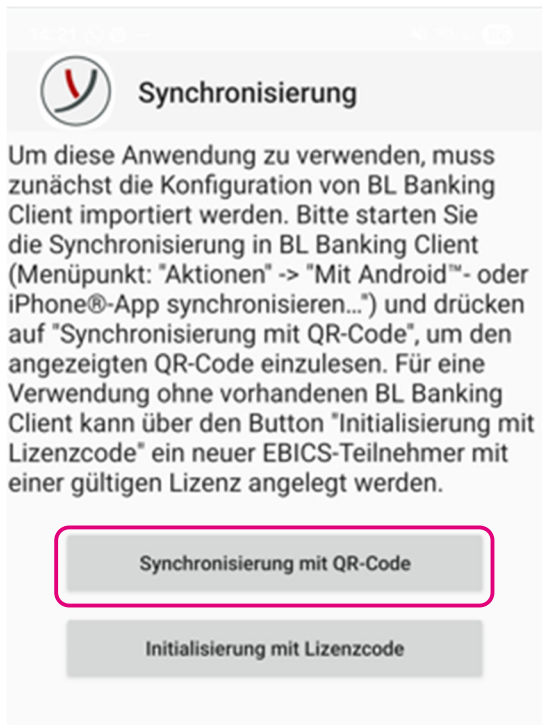 14:21
Synchronisierung
Um diese Anwendung zu verwenden, muss
zunächst die Konfiguration von BL Banking
Client importiert werden. Bitte starten Sie
die Synchronisierung in BL Banking Client
(Menüpunkt: "Aktionen" -> "Mit Android™- oder
iPhone®-App synchronisieren…") und drücken
auf "Synchronisierung mit QR-Code", um den
angezeigten QR-Code einzulesen. Für eine
Verwendung ohne vorhandenen BL Banking
Client kann über den Button "Initialisierung mit
Lizenzcode" ein neuer EBICS-Teilnehmer mit
einer gültigen Lizenz angelegt werden.
Synchronisierung mit QR-Code
Initialisierung mit Lizenzcode